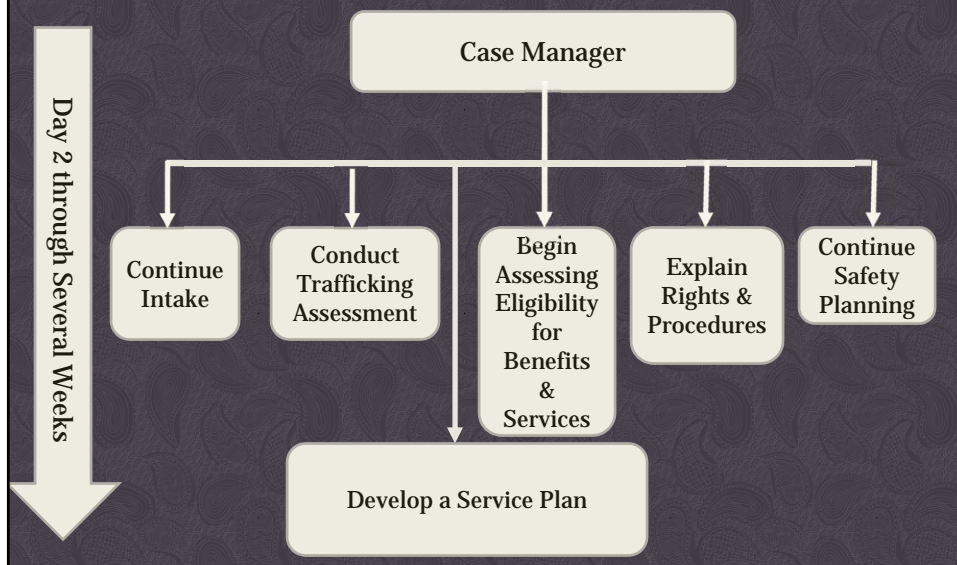 Case Manager
Day 2 through Several Weeks
Continue
Intake
Conduct
Trafficking
Assessment
Begin
Assessing
Eligibility
for
Benefits
&
Services
Explain
Rights &
Procedures
Continue
Safety
Planning
Develop a Service Plan